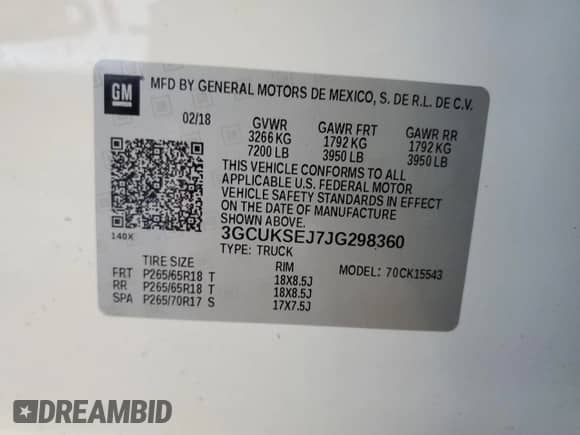 GM
MFD BY GENERAL MOTORS DE MEXICO, S. DE R.L. DE C.V.
02/18 GVWR GAWR FRT GAWR RR
3266 KG 1792 KG 1792 KG
7200 LB 3950 LB 3950 LB
THIS VEHICLE CONFORMS TO ALL
APPLICABLE U.S. FEDERAL MOTOR
VEHICLE SAFETY STANDARDS IN EFFECT
ON THE DATE OF MANUFACTURE
SHOWN ABOVE.
140X 3GCUKSEJ7JG298360
TYPE: TRUCK
TIRE SIZE RIM MODEL: 70CK15543
FRT P265/65R18 T 18X8.5J
RR P265/65R18 T 18X8.5J
SPA P265/70R17 S 17X7.5J
DREAMBID